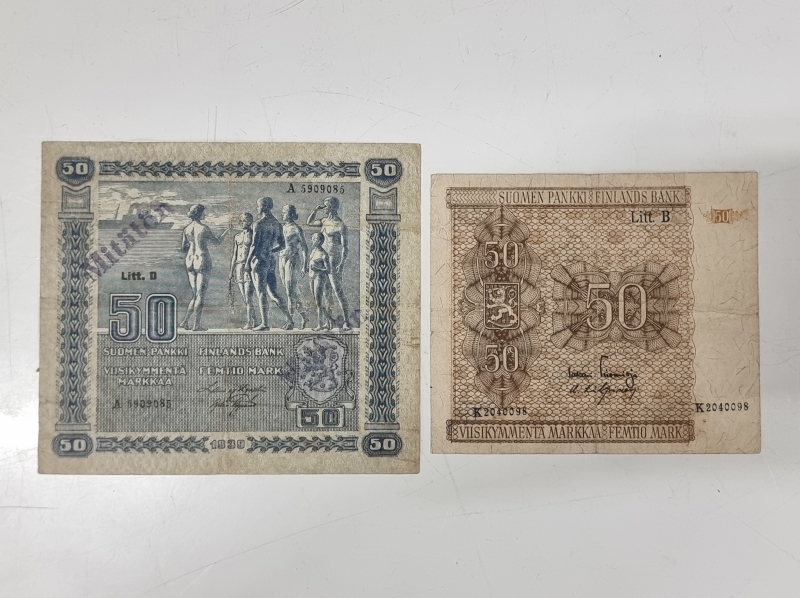 50 50
A 5909085
Mitätön
Litt. D
50
SUOMEN PANKKI FINLANDS BANK
VIISIKYMMENTÄ FEMTIO MARK
MARKKAA
A 5909085
50
50 1939 50
SUOMEN PANKKI FINLANDS BANK
Litt. B 50
50
50
50
K2040098
K2040098
VIISIKYMMENTÄ MARKKAA FEMTIO MARK